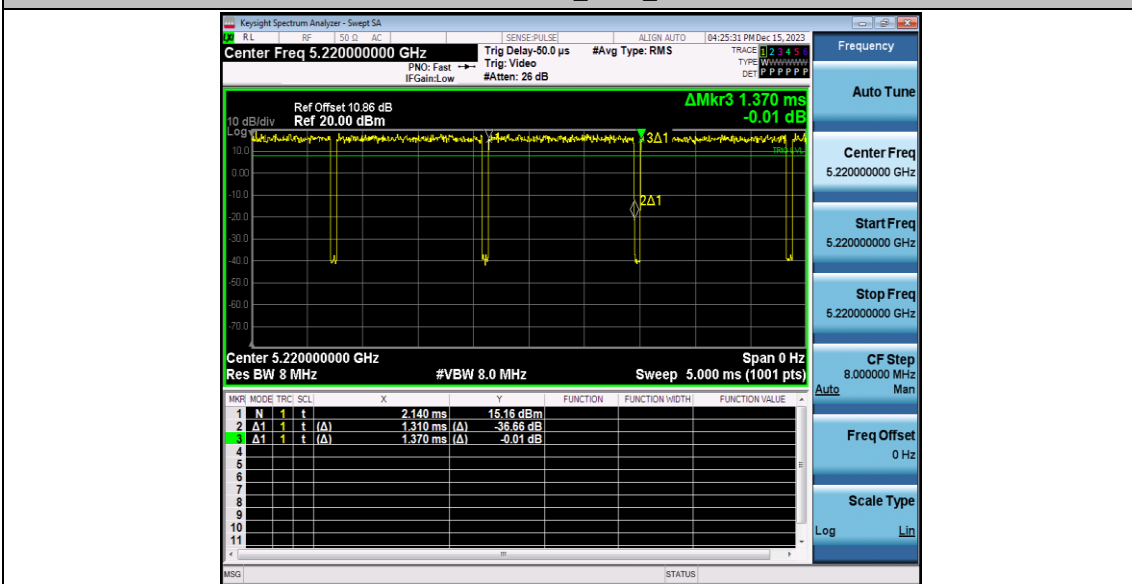 Keysight Spectrum Analyzer - Swept SA
LXI RL RF 50 Ω AC SENSE:PULSE ALIGN AUTO 04:25:31 PM Dec 15, 2023
Center Freq 5.220000000 GHz
PNO: Fast
IFGain:Low
Trig Delay-50.0 µs
Trig: Video
#Atten: 26 dB
#Avg Type: RMS
TRACE 1 2 3 4 5 6
TYPE WWWWWW
DET P P P P P P
Frequency
Auto Tune
Center Freq
5.220000000 GHz
Start Freq
5.220000000 GHz
Stop Freq
5.220000000 GHz
CF Step
8.000000 MHz
Auto Man
Freq Offset
0 Hz
Scale Type
Log Lin
ΔMkr3 1.370 ms
-0.01 dB
Ref Offset 10.86 dB
10 dB/div Ref 20.00 dBm
Log
3Δ1
TRIG LVL
10.0
0.00
-10.0
2Δ1
-20.0
-30.0
-40.0
-50.0
-60.0
-70.0
Center 5.220000000 GHz Span 0 Hz
Res BW 8 MHz #VBW 8.0 MHz Sweep 5.000 ms (1001 pts)
MKR MODE TRC SCL X Y FUNCTION FUNCTION WIDTH FUNCTION VALUE
1 N 1 t 2.140 ms 15.16 dBm
2 Δ1 1 t (Δ) 1.310 ms (Δ) -36.66 dB
3 Δ1 1 t (Δ) 1.370 ms (Δ) -0.01 dB
4
5
6
7
8
9
10
11
MSG STATUS